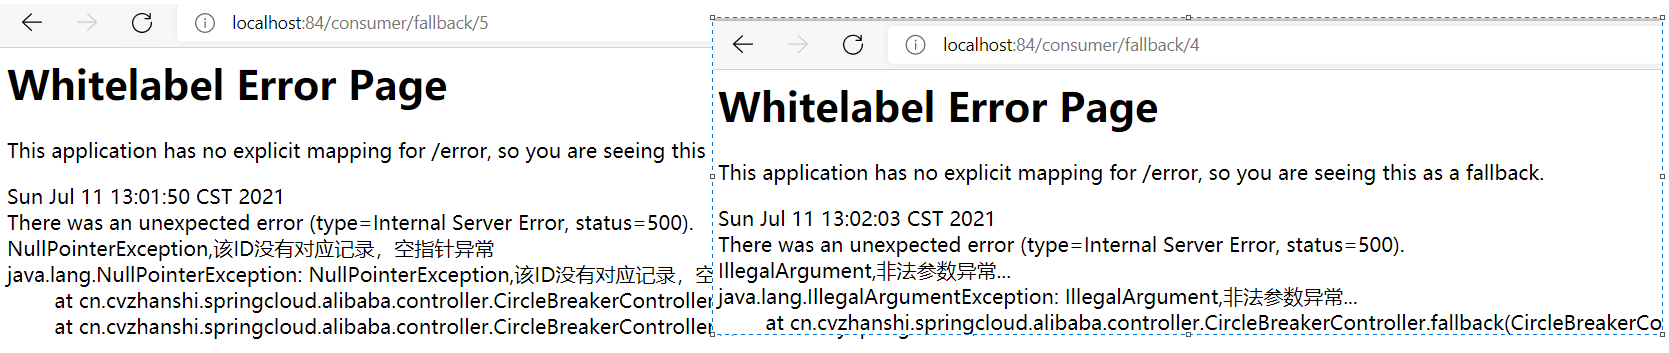 localhost:84/consumer/fallback/5
Whitelabel Error Page
This application has no explicit mapping for /error, so you are seeing this
Sun Jul 11 13:01:50 CST 2021
There was an unexpected error (type=Internal Server Error, status=500).
NullPointerException,该ID没有对应记录，空指针异常
java.lang.NullPointerException: NullPointerException,该ID没有对应记录，空
at cn.cvzhanshi.springcloud.alibaba.controller.CircleBreakerController
at cn.cvzhanshi.springcloud.alibaba.controller.CircleBreakerController
localhost:84/consumer/fallback/4
Whitelabel Error Page
This application has no explicit mapping for /error, so you are seeing this as a fallback.
Sun Jul 11 13:02:03 CST 2021
There was an unexpected error (type=Internal Server Error, status=500).
IllegalArgument,非法参数异常...
java.lang.IllegalArgumentException: IllegalArgument,非法参数异常...
at cn.cvzhanshi.springcloud.alibaba.controller.CircleBreakerController.fallback(CircleBreakerCo